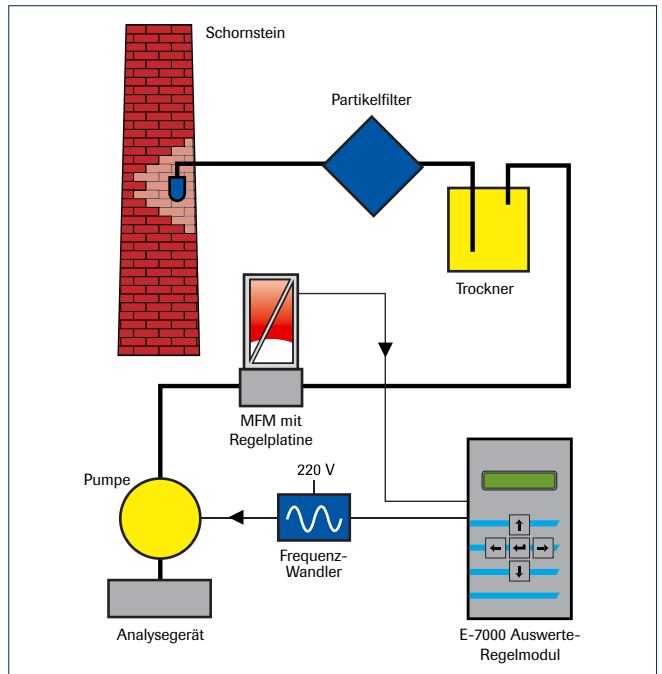 Schornstein
Partikelfilter
Trockner
MFM mit
Regelplatine
Pumpe
220 V
Frequenz-
Wandler
Analysegerät
E-7000 Auswerte-
Regelmodul